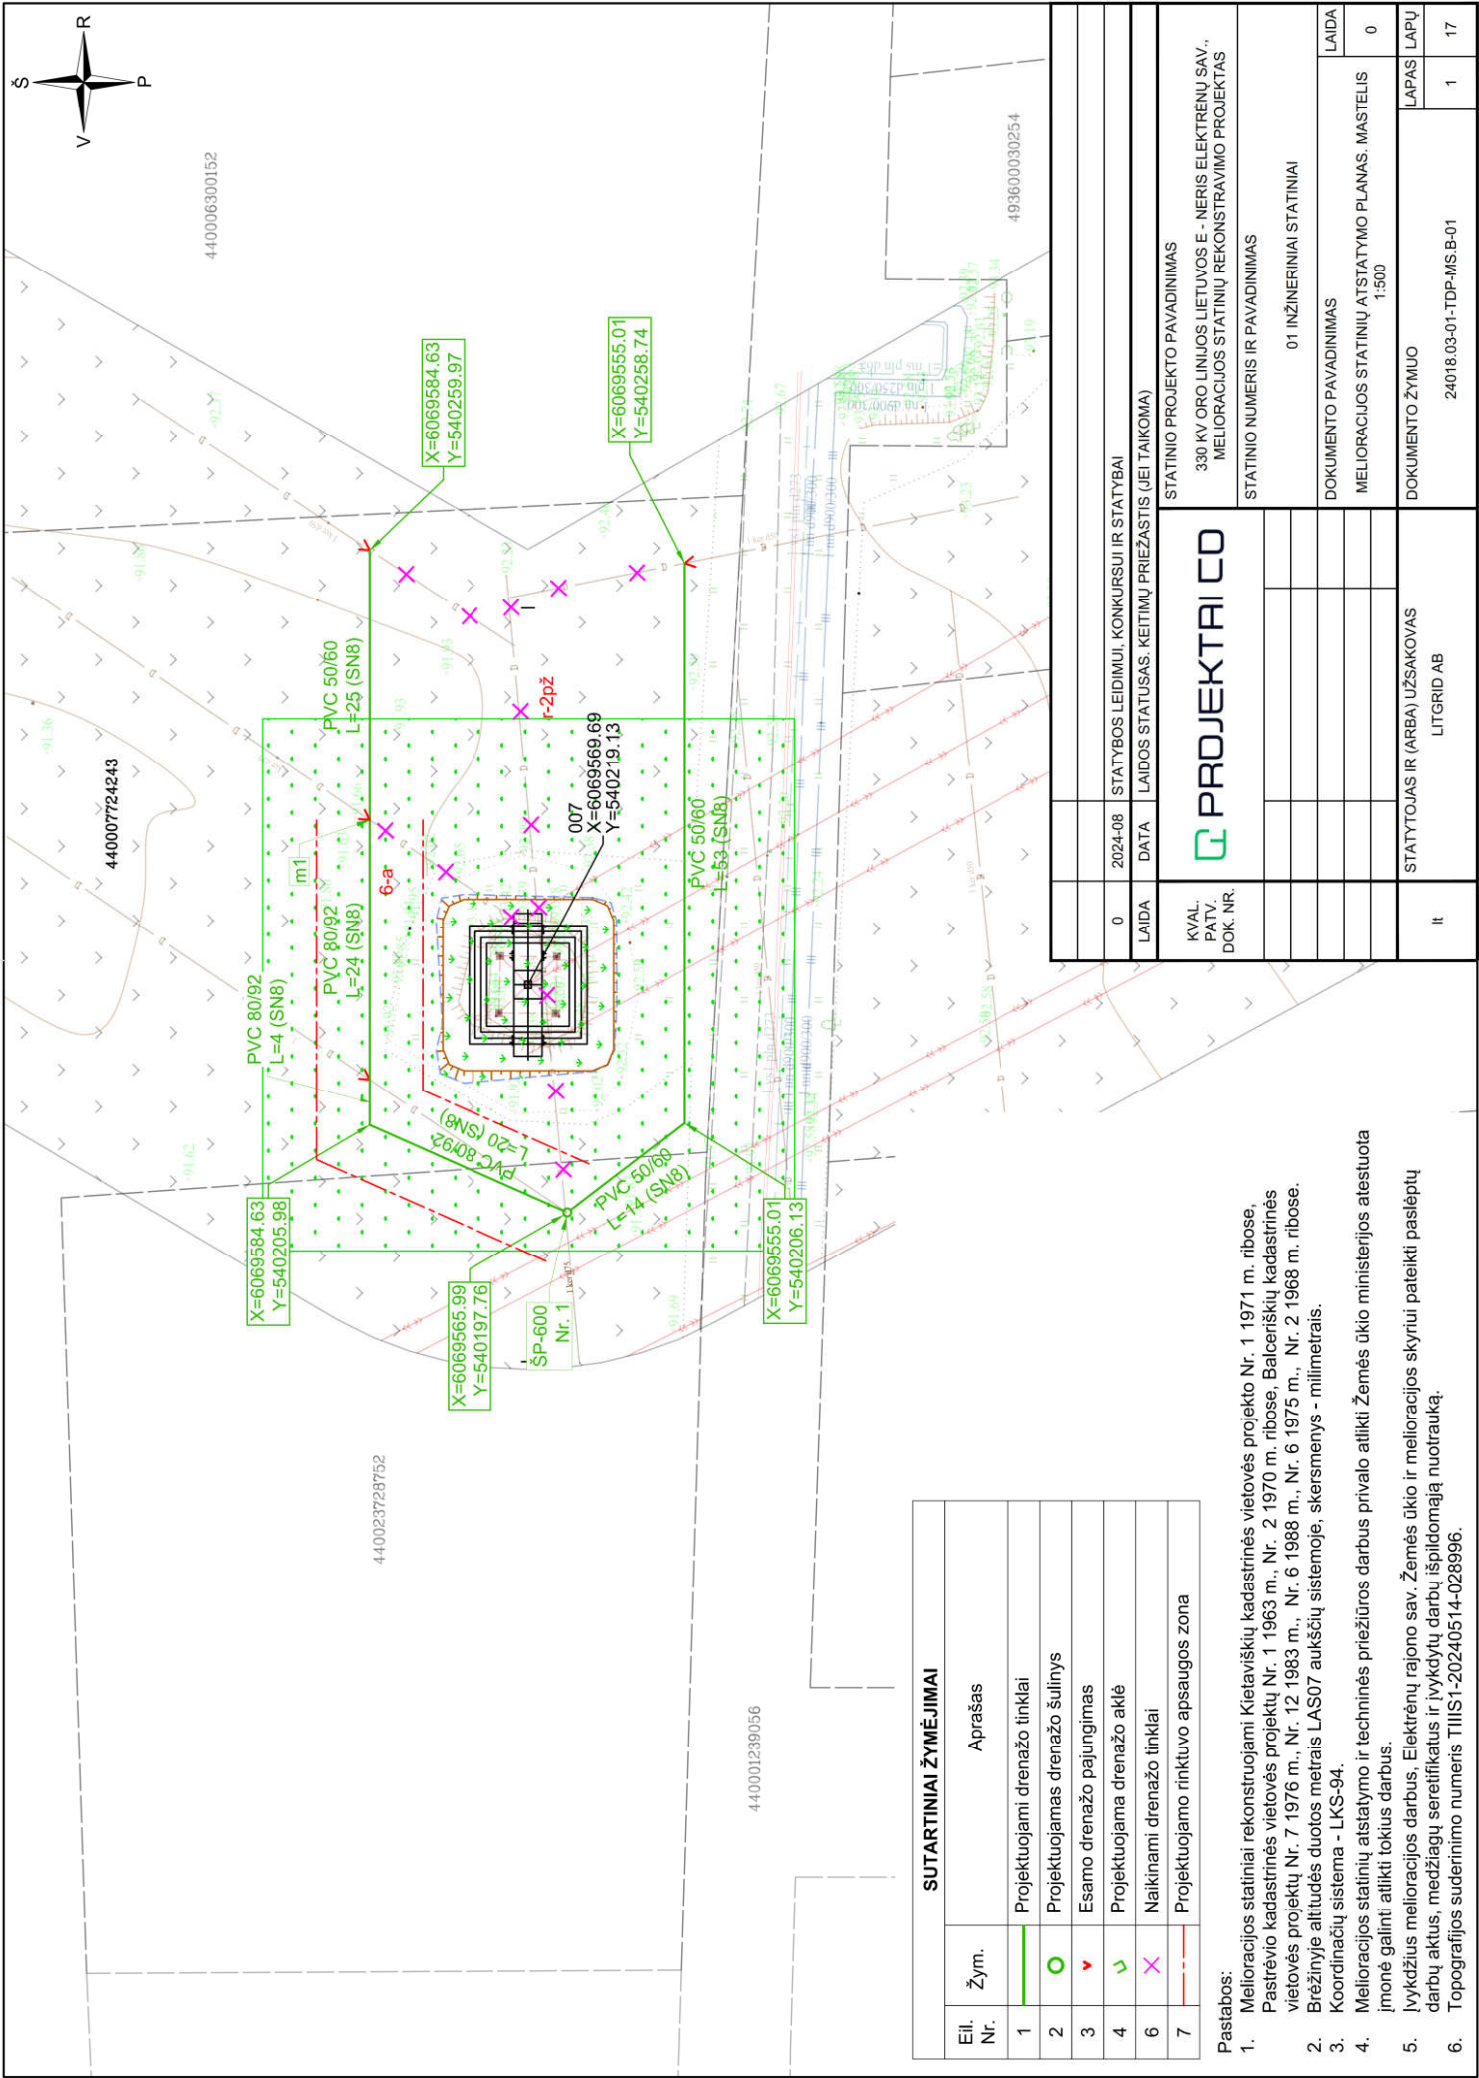 Š
R
P
V
440006300152
440007724243
493600030254
440023728752
440001239056
X=6069584.63
Y=540259.97
X=6069555.01
Y=540258.74
PVC 50/60
L=25 (SN8)
m1
PVC 80/92
L=24 (SN8)
6-a
r-2pž
PVC 80/92
L=4 (SN8)
007
X=6069569.69
Y=540219.13
PVC 50/60
L=53 (SN8)
PVC 80/92
L=20 (SN8)
PVC 50/60
L=14 (SN8)
X=6069584.63
Y=540205.98
X=6069565.99
Y=540197.76
ŠP-600
Nr. 1
X=6069555.01
Y=540206.13
91.36
91.62
91.69
SUTARTINIAI ŽYMĖJIMAI
Eil.
Nr.
Žym.
Aprašas
1
Projektuojami drenažo tinklai
2
Projektuojamas drenažo šulinys
3
Esamo drenažo pajungimas
4
Projektuojama drenažo aklė
6
Naikinami drenažo tinklai
7
Projektuojamo rinktuvo apsaugos zona
Pastabos:
1. Melioracijos statiniai rekonstruojami Kietaviškių kadastrinės vietovės projekto Nr. 1 1971 m. ribose,
Pastrėvio kadastrinės vietovės projektų Nr. 1 1963 m., Nr. 2 1970 m. ribose, Balceriškių kadastrinės
vietovės projektų Nr. 7 1976 m., Nr. 12 1983 m., Nr. 6 1988 m., Nr. 6 1975 m., Nr. 2 1968 m. ribose.
2. Brėžinyje altitudės duotos metrais LAS07 aukščių sistemoje, skersmenys - milimetrais.
3. Koordinačių sistema - LKS-94.
4. Melioracijos statinių atstatymo ir techninės priežiūros darbus privalo atlikti Žemės ūkio ministerijos atestuota
įmonė galinti atlikti tokius darbus.
5. Įvykdžius melioracijos darbus, Elektrėnų rajono sav. Žemės ūkio ir melioracijos skyriui pateikti paslėptų
darbų aktus, medžiagų seretifikatus ir įvykdytų darbų išpildomąją nuotrauką.
6. Topografijos suderinimo numeris TIIIS1-20240514-028996.
0
2024-08
STATYBOS LEIDIMUI, KONKURSUI IR STATYBAI
LAIDA
DATA
LAIDOS STATUSAS. KEITIMŲ PRIEŽASTIS (JEI TAIKOMA)
KVAL.
PATV.
DOK. NR.
PROJEKTAI CO
STATINIO PROJEKTO PAVADINIMAS
330 KV ORO LINIJOS LIETUVOS E - NERIS ELEKTRĖNŲ SAV.,
MELIORACIJOS STATINIŲ REKONSTRAVIMO PROJEKTAS
STATINIO NUMERIS IR PAVADINIMAS
01 INŽINERINIAI STATINIAI
DOKUMENTO PAVADINIMAS
MELIORACIJOS STATINIŲ ATSTATYMO PLANAS. MASTELIS
1:500
LAIDA
0
lt
STATYTOJAS IR (ARBA) UŽSAKOVAS
LITGRID AB
DOKUMENTO ŽYMUO
24018.03-01-TDP-MS.B-01
LAPAS
LAPŲ
1
17